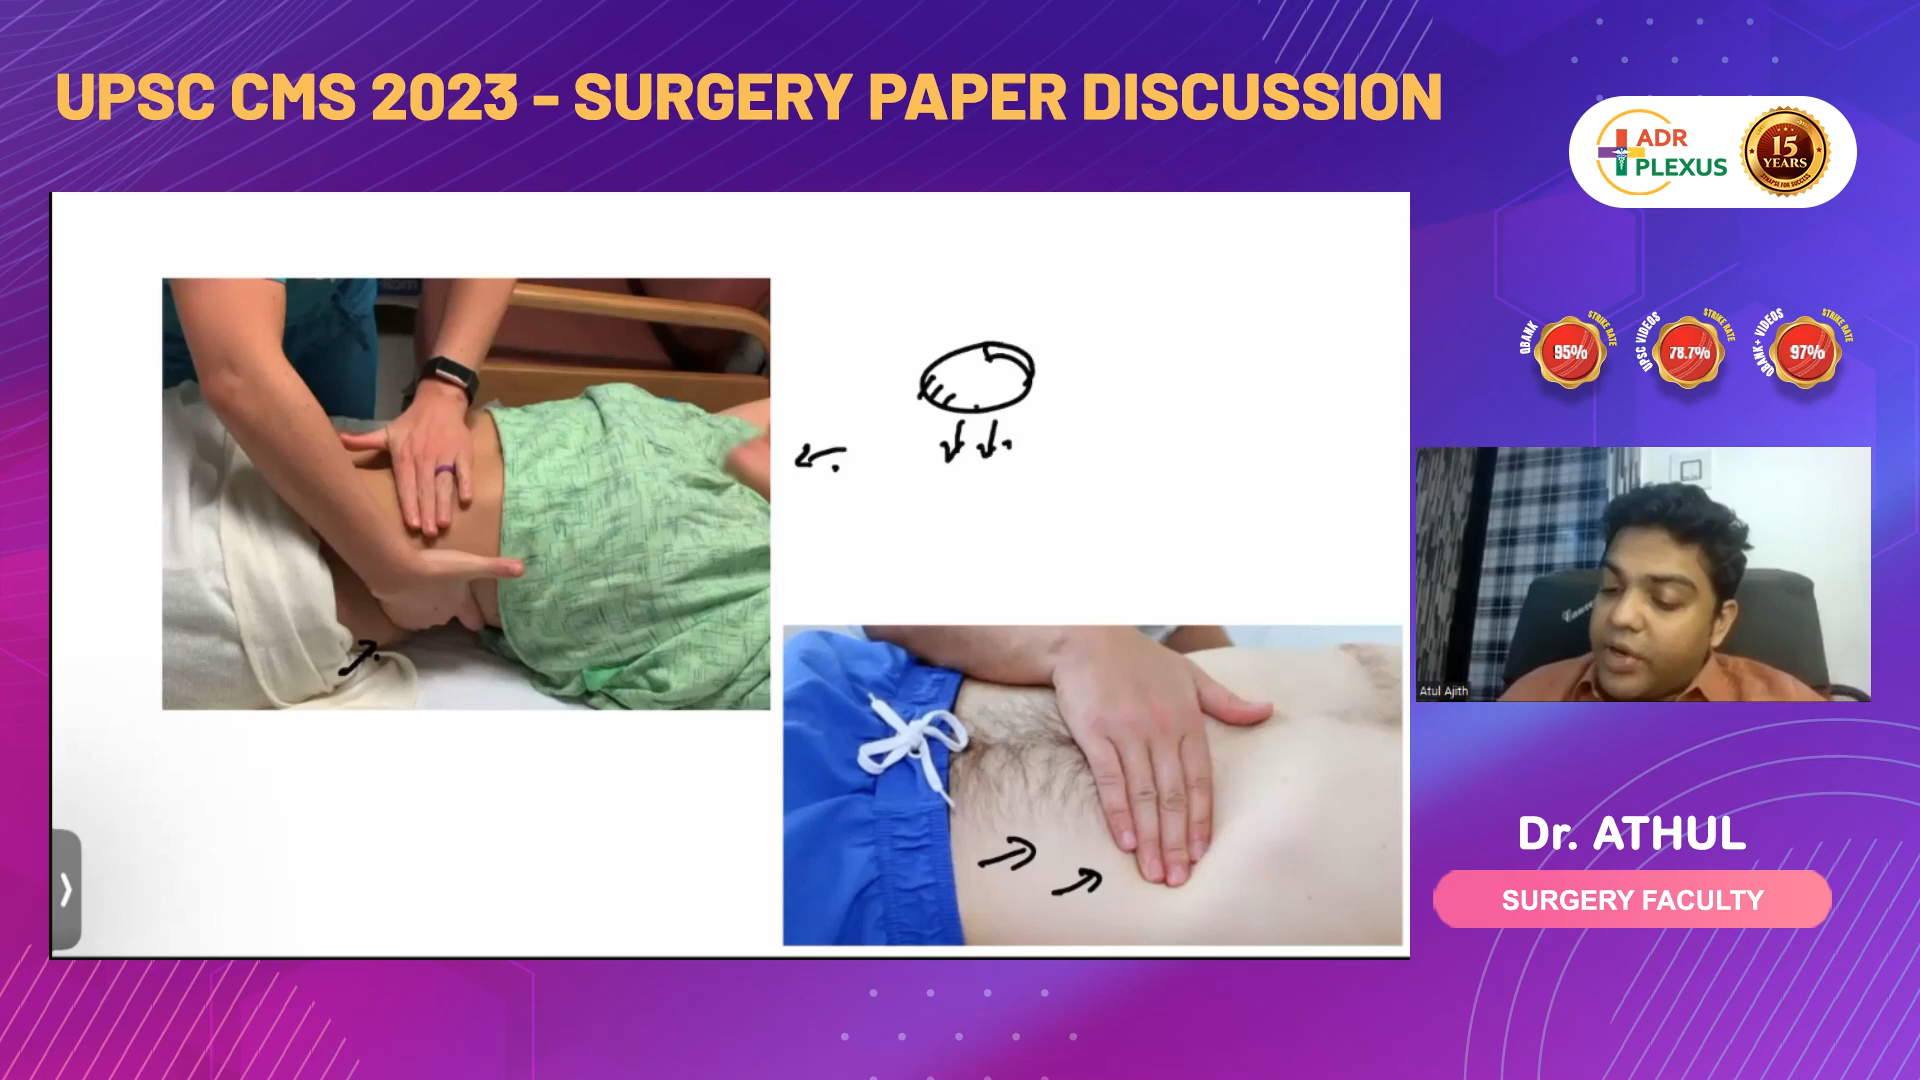 UPSC CMS 2023 - SURGERY PAPER DISCUSSION
ADR
PLEXUS
15
YEARS
QBANK
STRIKE RATE
95%
UPSC VIDEOS
STRIKE RATE
78.7%
QBANK+ VIDEOS
STRIKE RATE
97%
Atul Ajith
Dr. ATHUL
SURGERY FACULTY